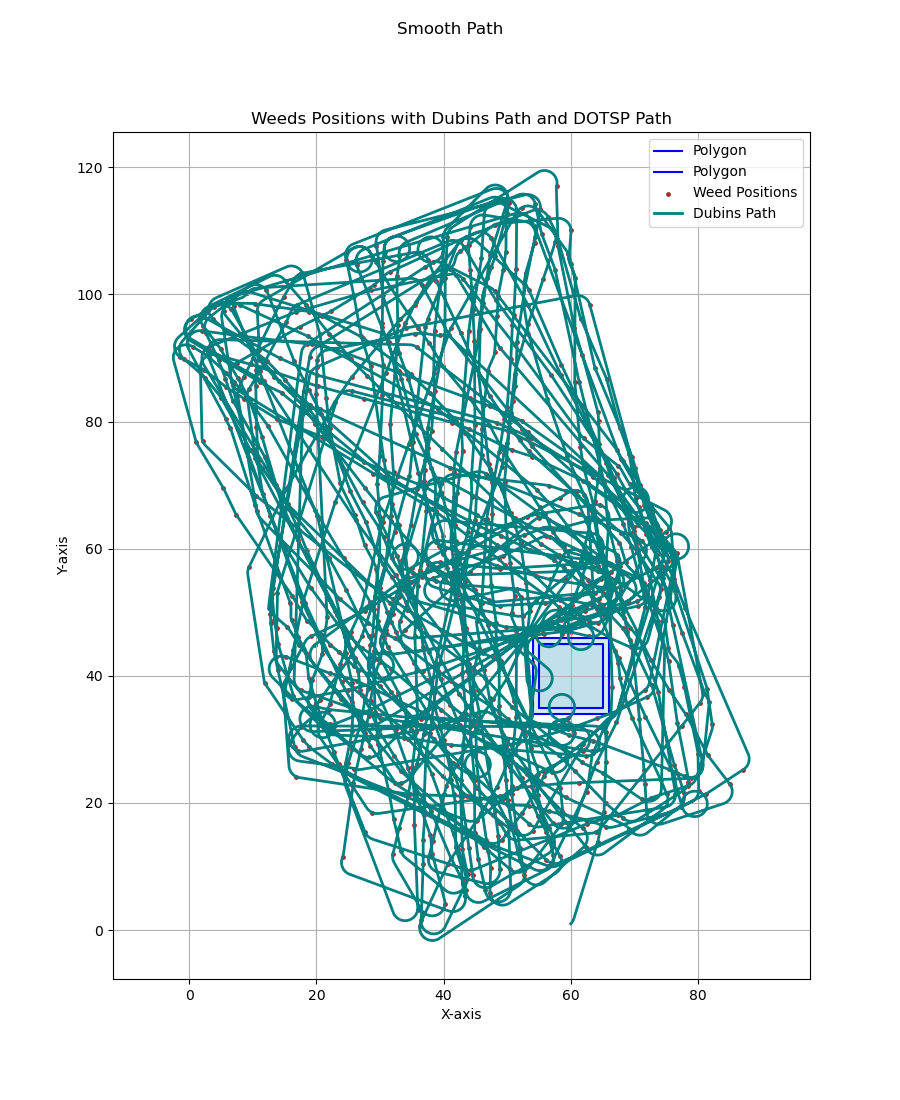 Smooth Path
Weeds Positions with Dubins Path and DOTSP Path
Polygon
Polygon
Weed Positions
Dubins Path
120
100
80
60
40
20
0
Y-axis
0 20 40 60 80
X-axis